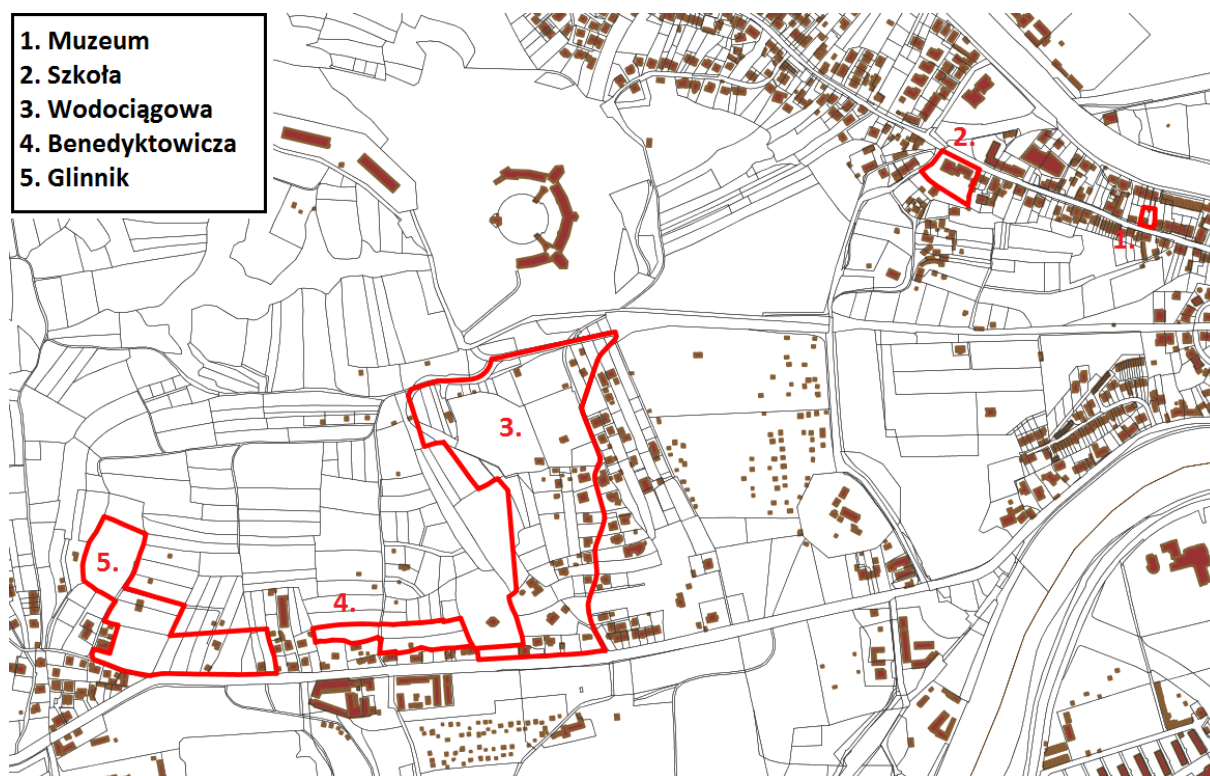 1. Muzeum
2. Szkoła
3. Wodociągowa
4. Benedyktowicza
5. Glinnik
2.
1.
3.
5.
4.